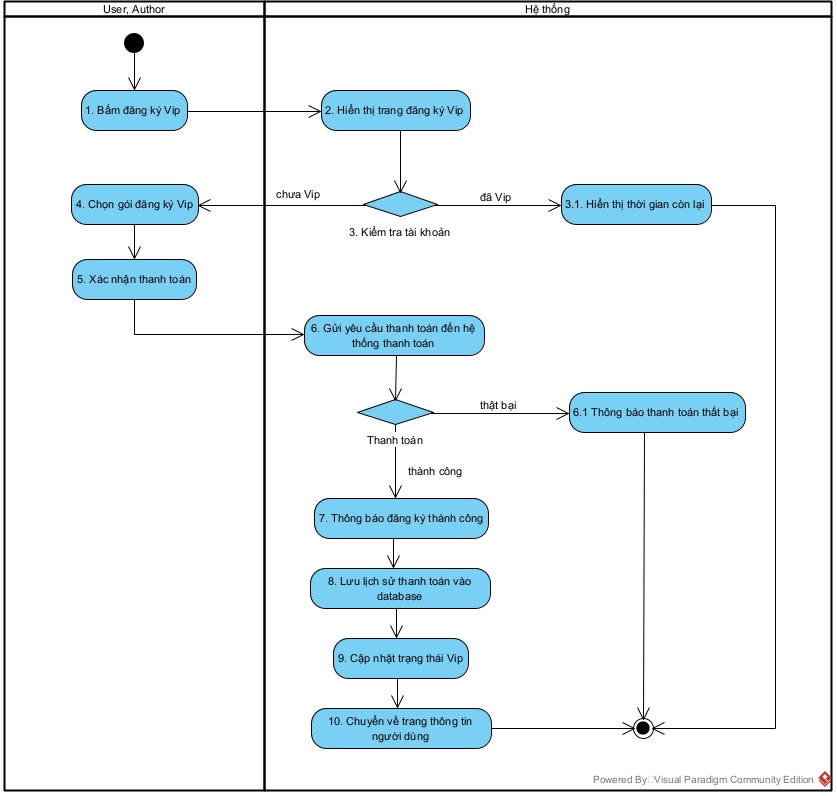 User, Author
Hệ thống
1. Bấm đăng ký Vip
2. Hiển thị trang đăng ký Vip
chưa Vip
đã Vip
4. Chọn gói đăng ký Vip
3.1. Hiển thị thời gian còn lại
3. Kiểm tra tài khoản
5. Xác nhận thanh toán
6. Gửi yêu cầu thanh toán đến hệ
thống thanh toán
thật bại
6.1 Thông báo thanh toán thất bại
Thanh toán
thành công
7. Thông báo đăng ký thành công
8. Lưu lịch sử thanh toán vào
database
9. Cập nhật trạng thái Vip
10. Chuyển về trang thông tin
người dùng
Powered By Visual Paradigm Community Edition